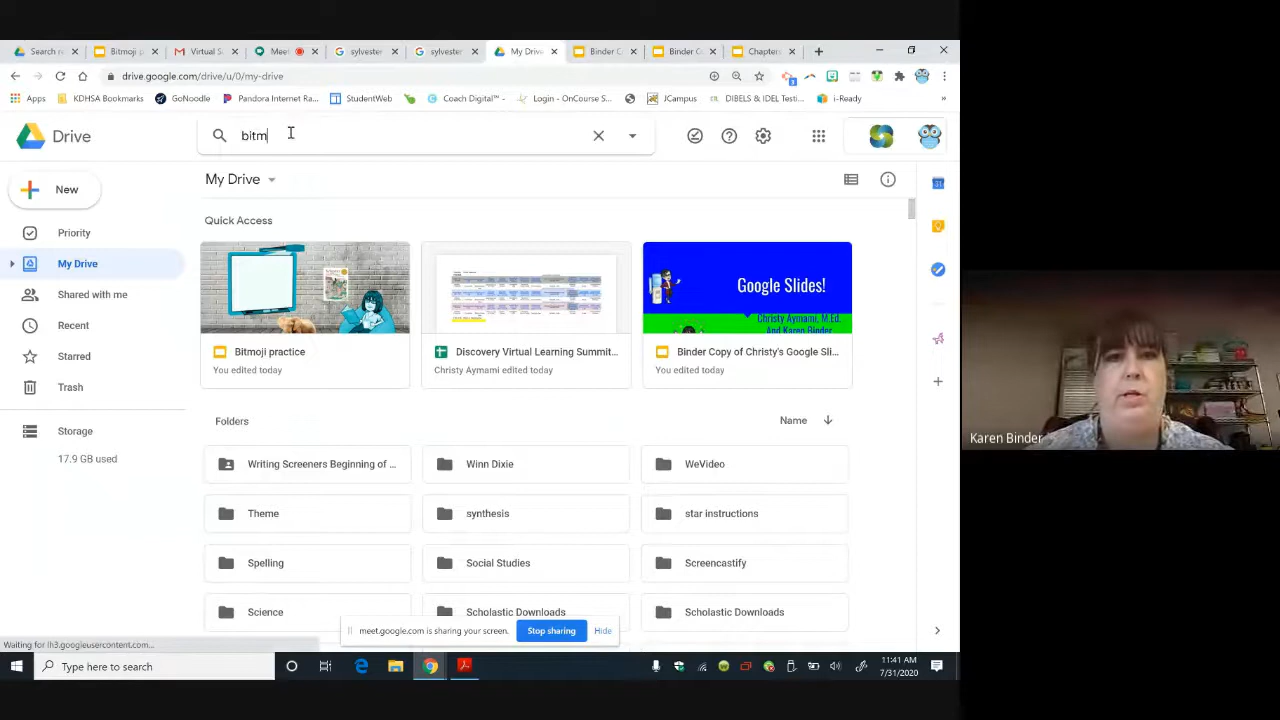 Search r
Bitmoji p
Virtual S
Meet
sylvester
sylvester
My Drive
Binder C
Binder Co
Chapters
drive.google.com/drive/u/0/my-drive
Apps
KDHSA Bookmarks
GoNoodle
Pandora Internet Ra...
StudentWeb
Coach Digital™ -
Login - OnCourse S...
JCampus
DIBELS & IDEL Testi...
i-Ready
Drive
bitm
New
My Drive
Quick Access
Priority
My Drive
Shared with me
Recent
Starred
Trash
Storage
17.9 GB used
Google Slides!
Christy Aymami, M.Ed.
And Karen Binder
Bitmoji practice
You edited today
Discovery Virtual Learning Summit...
Christy Aymami edited today
Binder Copy of Christy's Google Sli...
You edited today
Folders
Name
Writing Screeners Beginning of ...
Winn Dixie
WeVideo
Theme
synthesis
star instructions
Spelling
Social Studies
Screencastify
Science
Scholastic Downloads
Scholastic Downloads
meet.google.com is sharing your screen.
Stop sharing
Hide
Waiting for lh3.googleusercontent.com...
Type here to search
11:41 AM
7/31/2020
Karen Binder